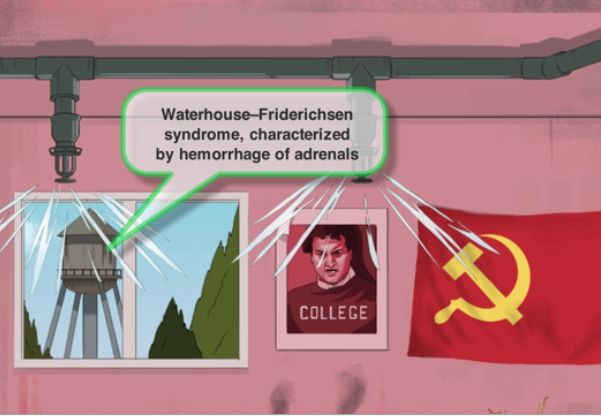 Waterhouse–Friderichsen
syndrome, characterized
by hemorrhage of adrenals
COLLEGE